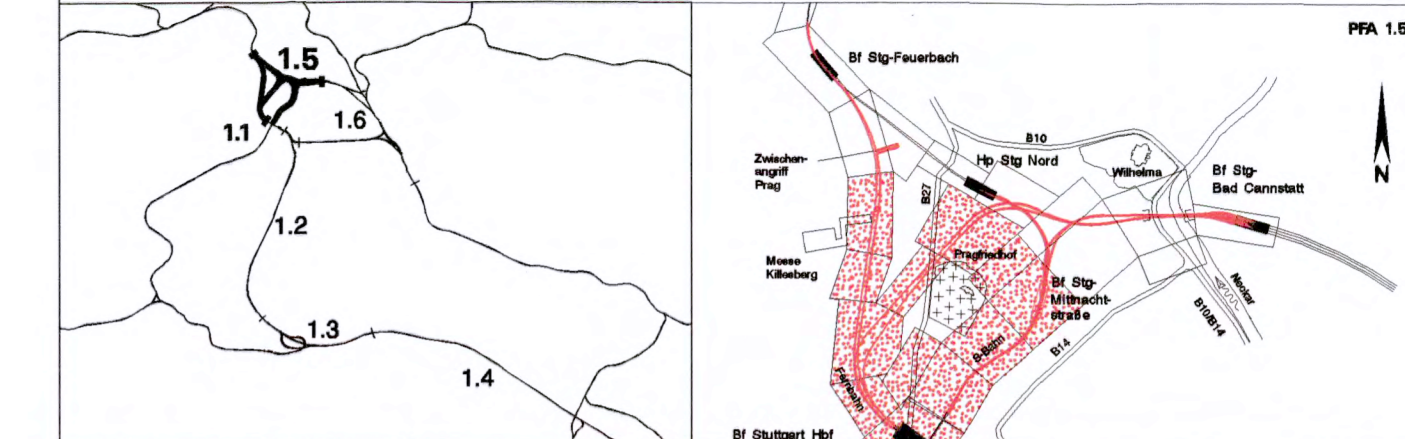 1.5
1.1
1.6
1.2
1.3
1.4
PFA 1.5
Bf Stg-Feuerbach
B10
Zwischen-
angriff
Prag
Hp Stg Nord
Wilhelma
Bf Stg-
Bad Cannstatt
N
B27
Messe
Killesberg
Pragfriedhof
Bf Stg-
Mittnacht-
straße
Neckar
B10/B14
S-Bahn
B14
Fernbahn
Bf Stuttgart Hbf